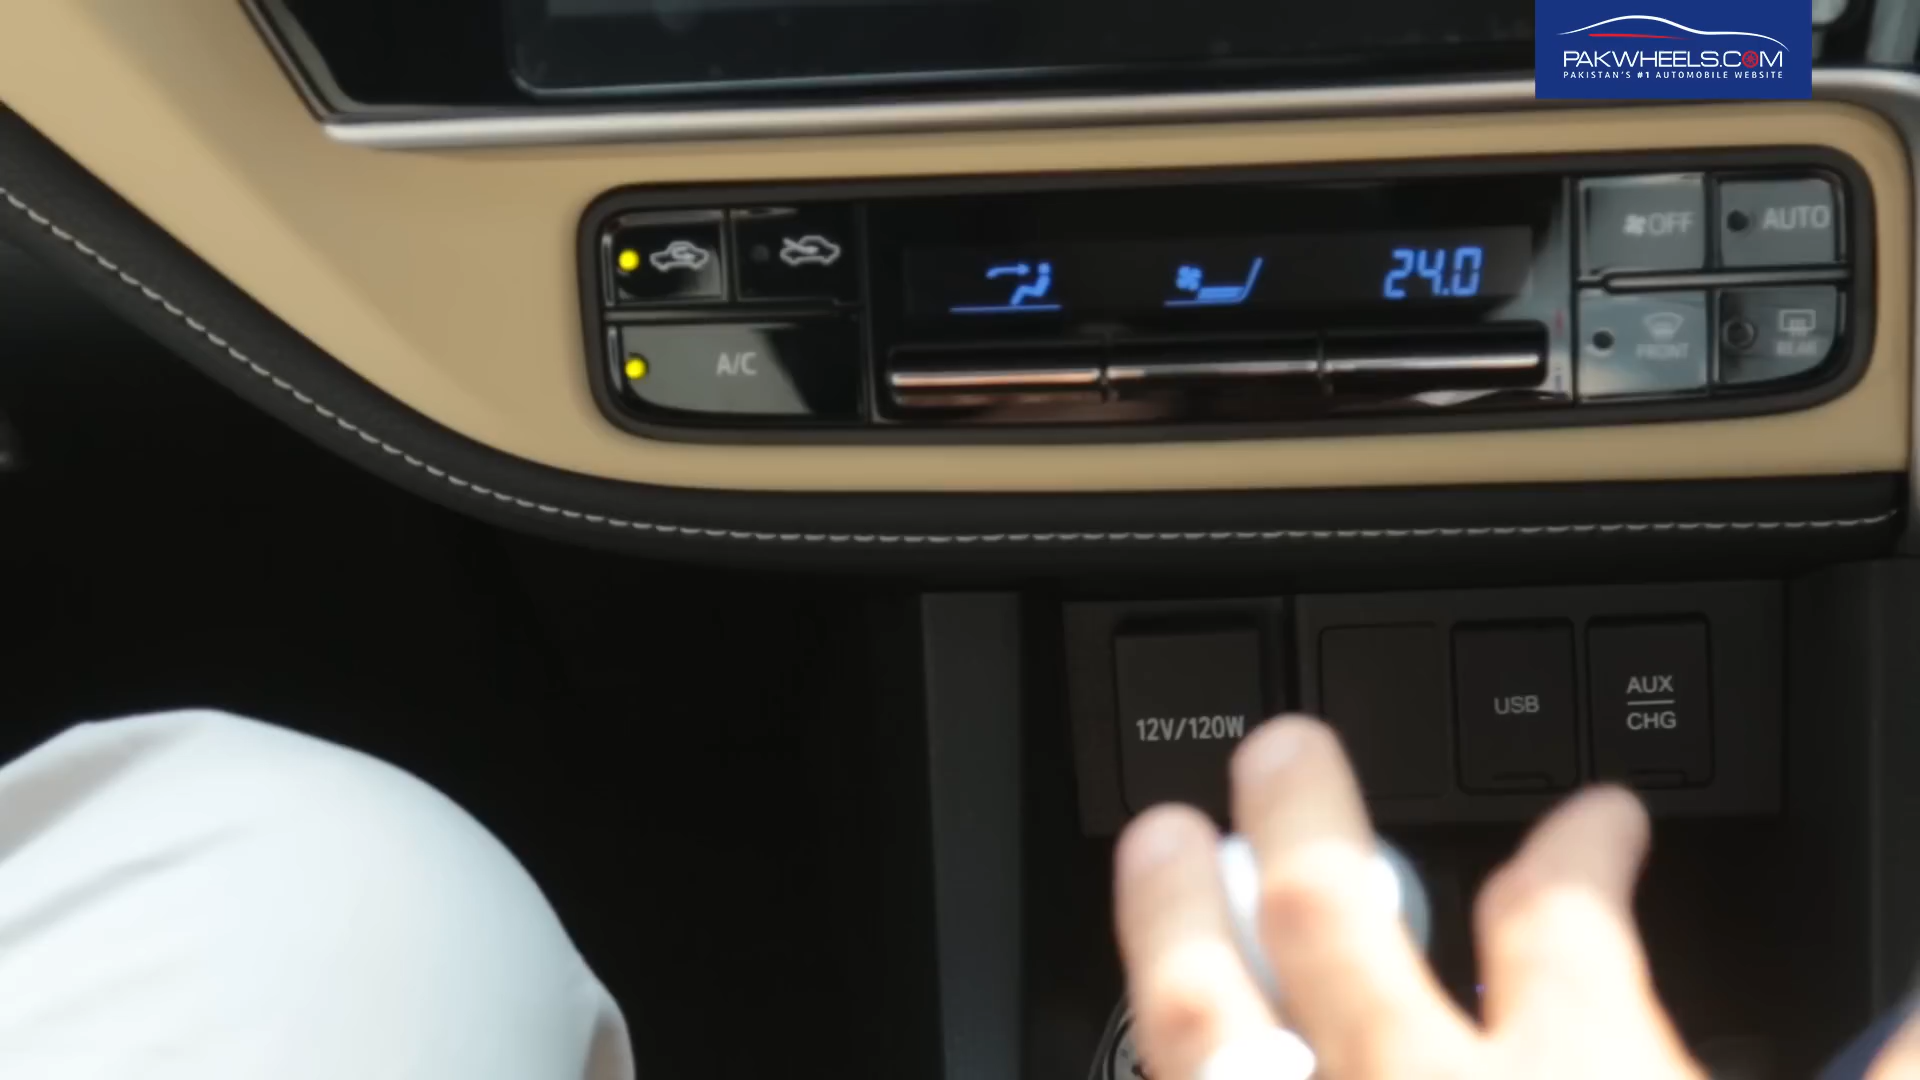 PAKWHEELS.COM
PAKISTAN'S #1 AUTOMOBILE WEBSITE
24.0
OFF
AUTO
A/C
FRONT
REAR
12V/120W
USB
AUX
CHG